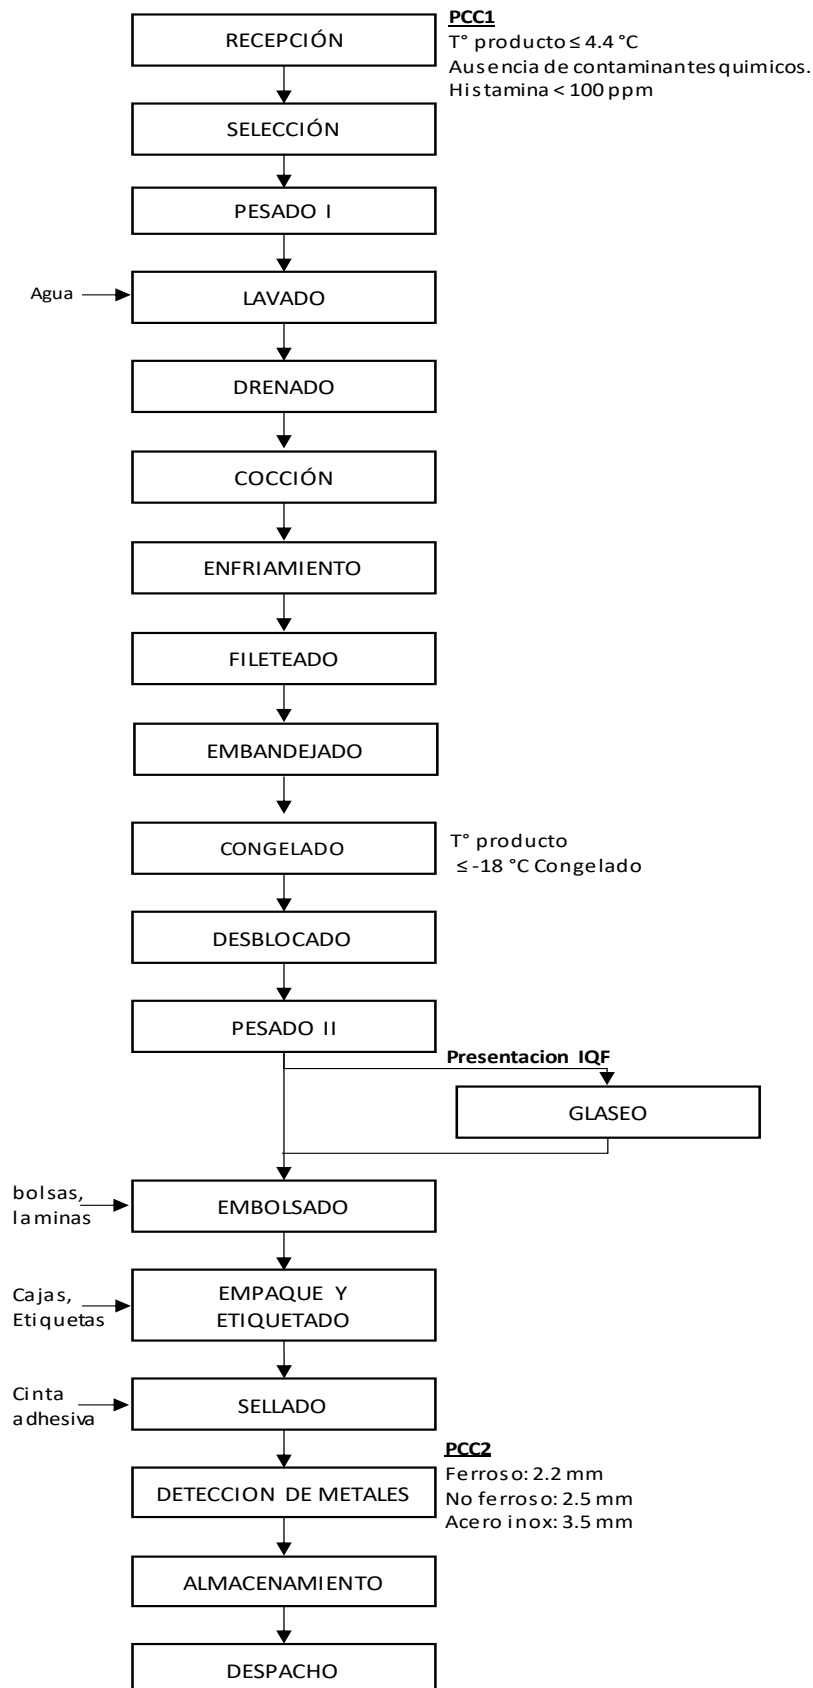 RECEPCIÓN
PCC1
T° producto ≤ 4.4 °C
Ausencia de contaminantes quimicos.
Histamina < 100 ppm
SELECCIÓN
PESADO I
Agua
LAVADO
DRENADO
COCCIÓN
ENFRIAMIENTO
FILETEADO
EMBANDEJADO
CONGELADO
T° producto
≤ -18 °C Congelado
DESBLOCADO
PESADO II
Presentacion IQF
GLASEO
bolsas,
laminas
EMBOLSADO
Cajas,
Etiquetas
EMPAQUE Y
ETIQUETADO
Cinta
adhesiva
SELLADO
PCC2
Ferroso: 2.2 mm
No ferroso: 2.5 mm
Acero inox: 3.5 mm
DETECCION DE METALES
ALMACENAMIENTO
DESPACHO